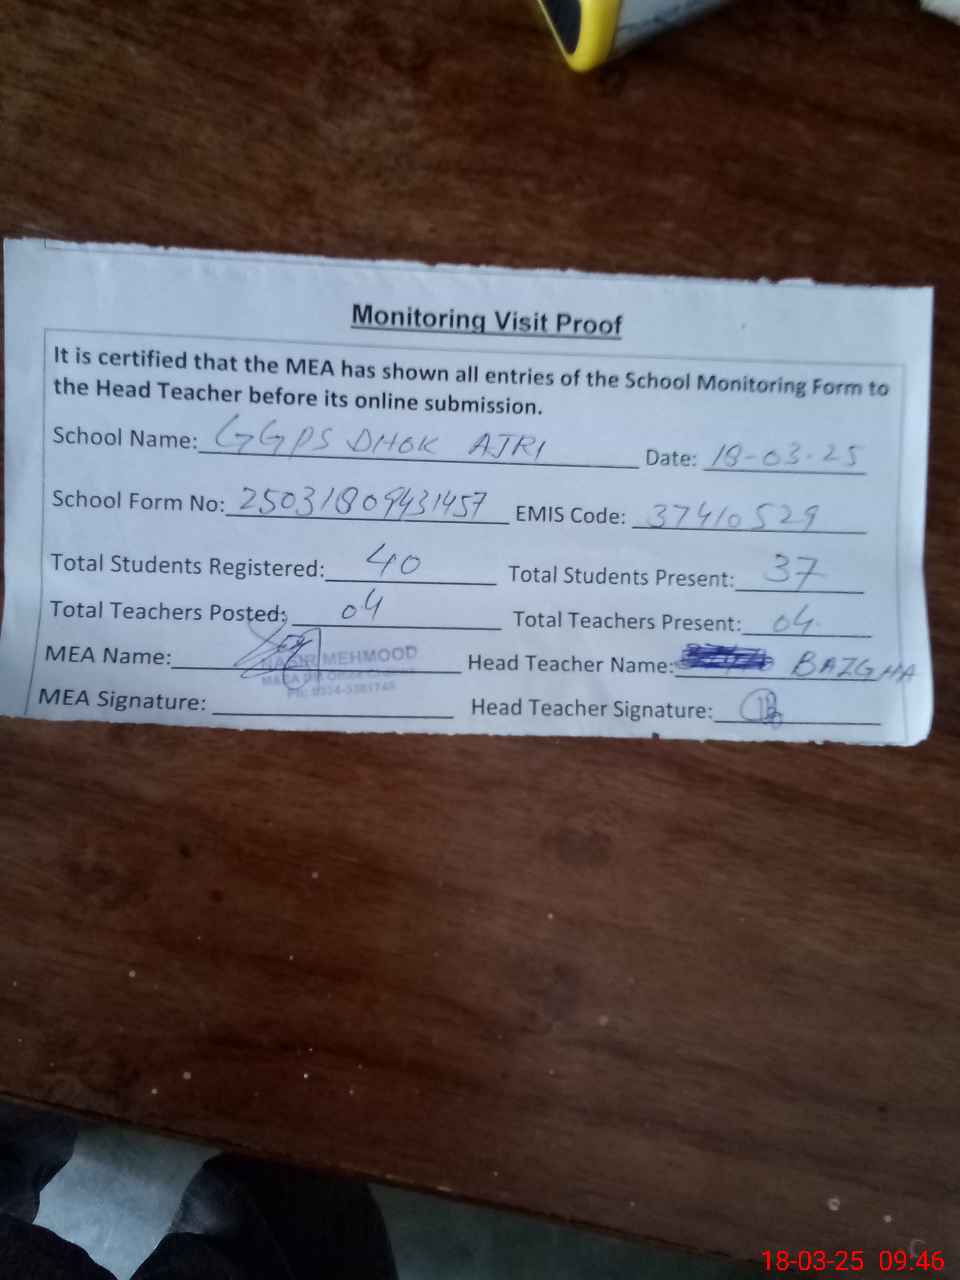 Monitoring Visit Proof
It is certified that the MEA has shown all entries of the School Monitoring Form to
the Head Teacher before its online submission.
School Name: GGPS DHOK AJRI Date: 18-03-25
School Form No: 25031809431457 EMIS Code: 37410529
Total Students Registered: 40 Total Students Present: 37
Total Teachers Posted: 04 Total Teachers Present: 04
MEA Name: MEHMOOD Head Teacher Name: BAZGHA
MEA Signature: Head Teacher Signature:
18-03-25 09:46